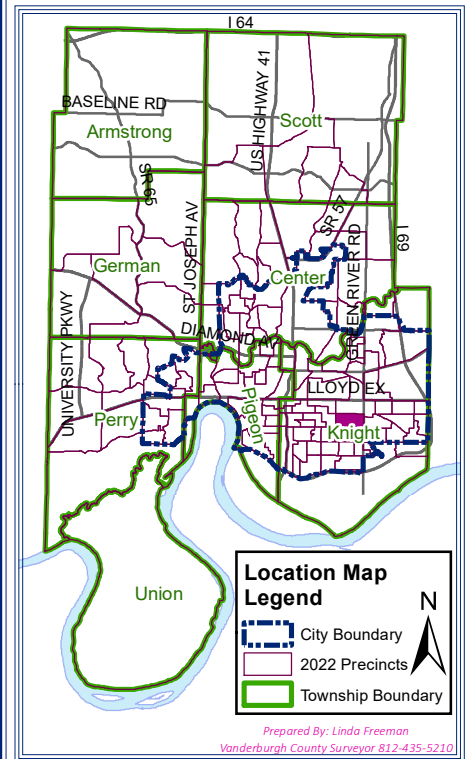 I 64
US HIGHWAY 41
BASELINE RD
Scott
Armstrong
SR 65
ST JOSEPH AV
SR 57
GREEN RIVER RD
I 69
German
Center
UNIVERSITY PKWY
DIAMOND AV
LLOYD EX
Perry
Pigeon
Knight
Union
Location Map
Legend
N
City Boundary
2022 Precincts
Township Boundary
Prepared By: Linda Freeman
Vanderburgh County Surveyor 812-435-5210